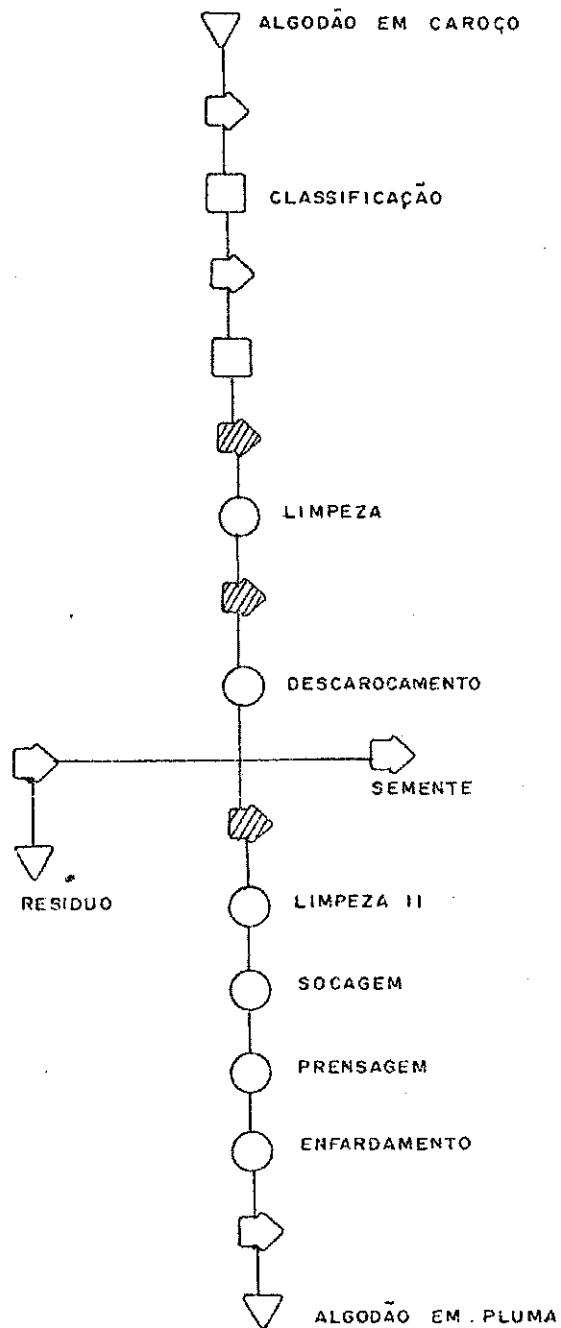 ALGODÃO EM CAROÇO
CLASSIFICAÇÃO
LIMPEZA
DESCAROCAMENTO
SEMENTE
RESIDUO
LIMPEZA II
SOCAGEM
PRENSAGEM
ENFARDAMENTO
ALGODÃO EM.PLUMA